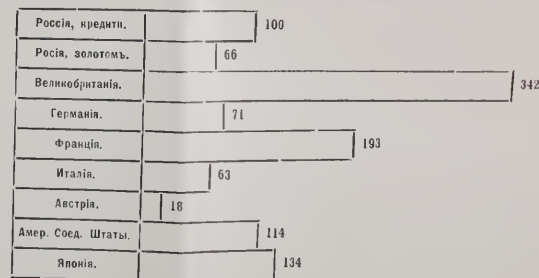 Россія, кредитн. 100
Росія, золотомъ. 66
Великобританія. 342
Германія. 71
Франція. 193
Италія. 63
Австрія. 18
Амер. Соед. Штаты. 114
Японія. 134